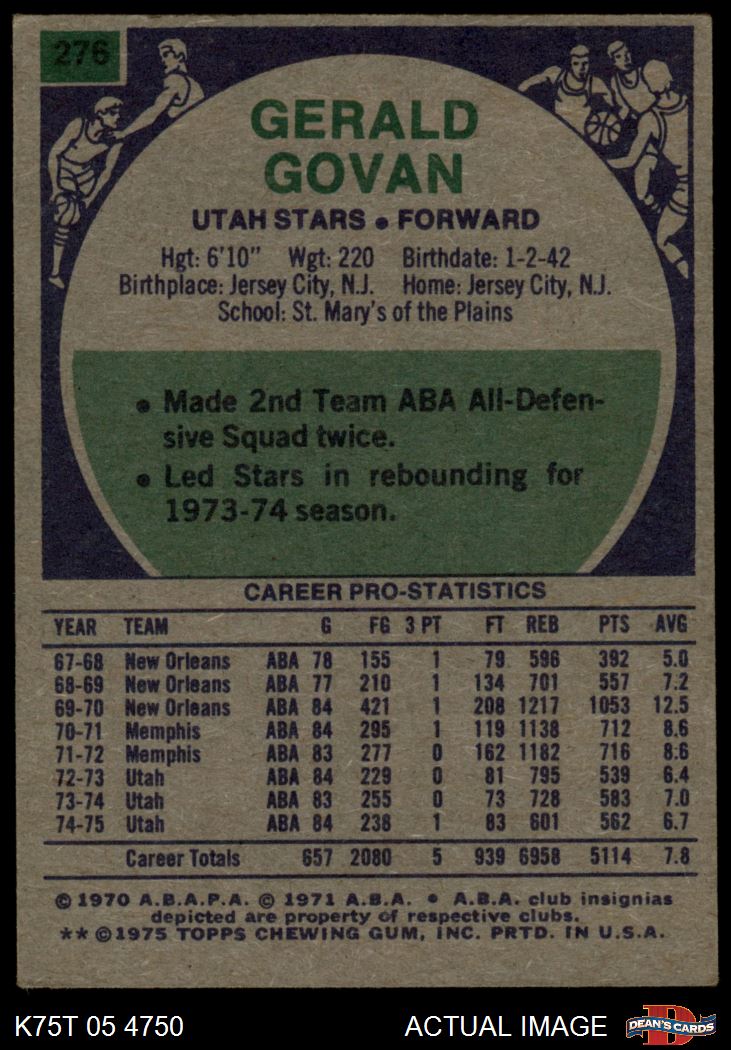 276
GERALD
GOVAN
UTAH STARS • FORWARD
Hgt: 6'10" Wgt: 220 Birthdate: 1-2-42
Birthplace: Jersey City, N.J. Home: Jersey City, N.J.
School: St. Mary's of the Plains
• Made 2nd Team ABA All-Defen-
sive Squad twice.
• Led Stars in rebounding for
1973-74 season.
CAREER PRO-STATISTICS
YEAR TEAM G FG 3 PT FT REB PTS AVG
67-68 New Orleans ABA 78 155 1 79 596 392 5.0
68-69 New Orleans ABA 77 210 1 134 701 557 7.2
69-70 New Orleans ABA 84 421 1 208 1217 1053 12.5
70-71 Memphis ABA 84 295 1 119 1138 712 8.6
71-72 Memphis ABA 83 277 0 162 1182 716 8.6
72-73 Utah ABA 84 229 0 81 795 539 6.4
73-74 Utah ABA 83 255 0 73 728 583 7.0
74-75 Utah ABA 84 238 1 83 601 562 6.7
Career Totals 657 2080 5 939 6958 5114 7.8
© 1970 A.B.A.P.A. © 1971 A.B.A. • A.B.A. club insignias
depicted are property of respective clubs.
** © 1975 TOPPS CHEWING GUM, INC. PRTD. IN U.S.A.
K75T 05 4750 ACTUAL IMAGE D DEAN'S CARDS